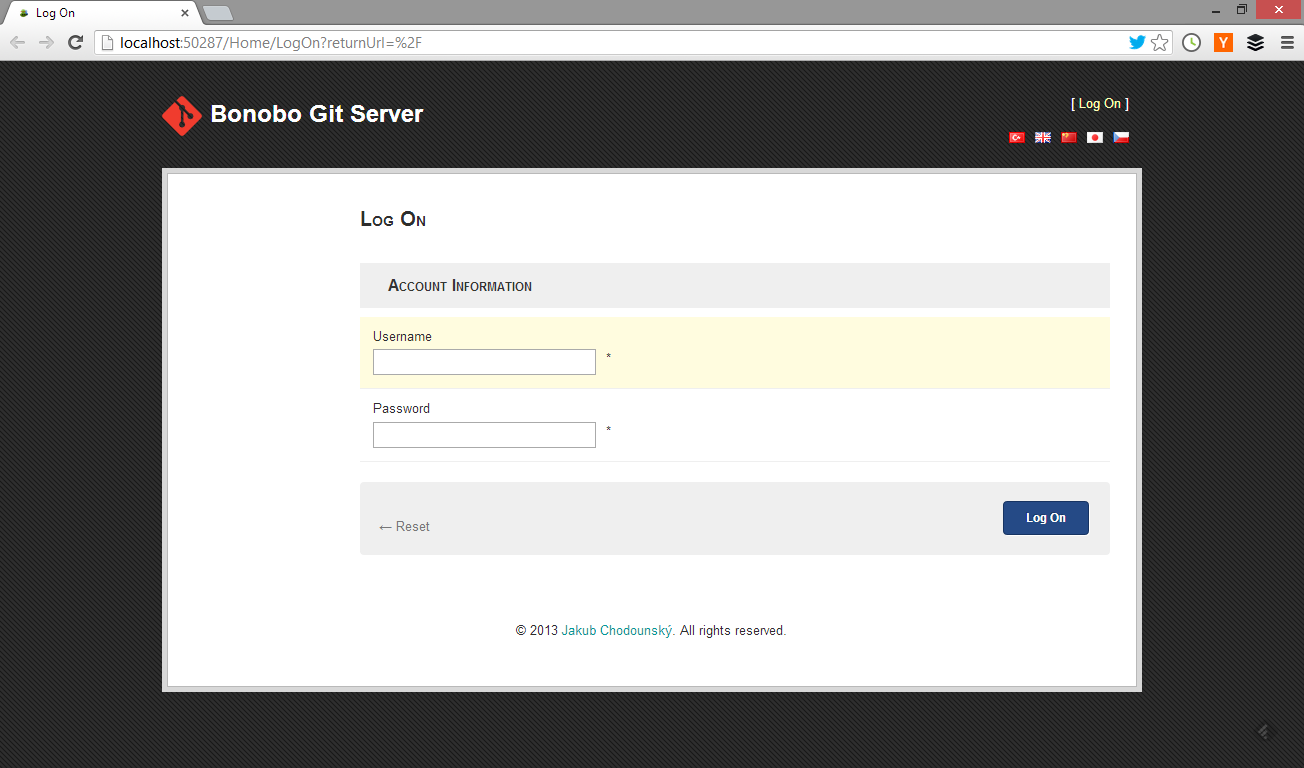 Log On
localhost:50287/Home/LogOn?returnUrl=%2F
Y
Bonobo Git Server
[ Log On ]
Log On
Account Information
Username
*
Password
*
← Reset
Log On
© 2013 Jakub Chodounský. All rights reserved.